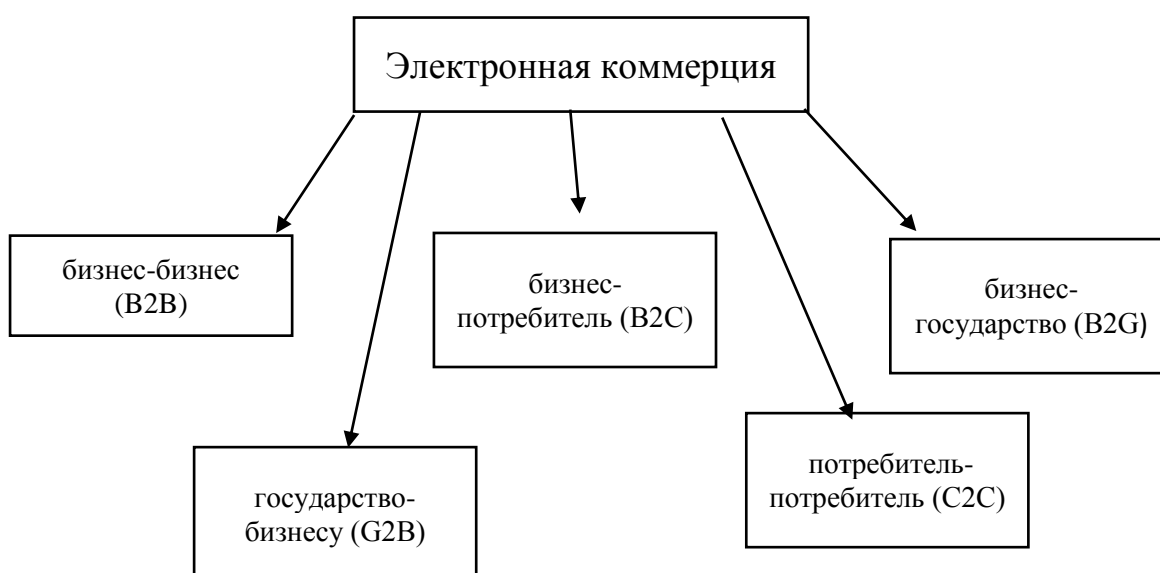 Электронная коммерция
бизнес-бизнес
(B2B)
бизнес-
потребитель (B2C)
бизнес-
государство (B2G)
государство-
бизнесу (G2B)
потребитель-
потребитель (C2C)